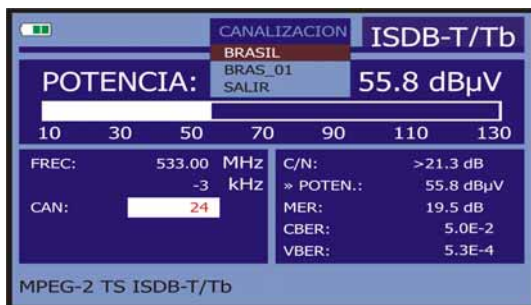 CANALIZACION
ISDB-T/Tb
BRASIL
BRAS_01
SALIR
POTENCIA: 55.8 dBµV
10 30 50 70 90 110 130
FREC: 533.00 MHz
-3 kHz
CAN: 24
C/N: >21.3 dB
» POTEN.: 55.8 dBµV
MER: 19.5 dB
CBER: 5.0E-2
VBER: 5.3E-4
MPEG-2 TS ISDB-T/Tb